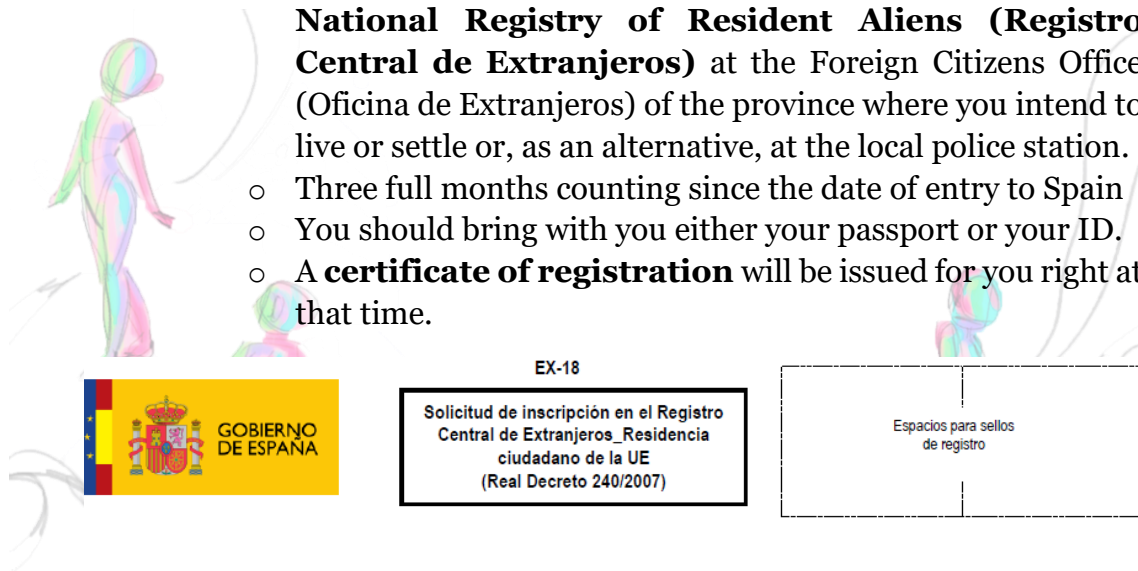 National Registry of Resident Aliens (Registro
Central de Extranjeros) at the Foreign Citizens Office
(Oficina de Extranjeros) of the province where you intend to
live or settle or, as an alternative, at the local police station.
o Three full months counting since the date of entry to Spain
o You should bring with you either your passport or your ID.
o A certificate of registration will be issued for you right at
that time.
EX-18
GOBIERNO
DE ESPAÑA
Solicitud de inscripción en el Registro
Central de Extranjeros_Residencia
ciudadano de la UE
(Real Decreto 240/2007)
Espacios para sellos
de registro